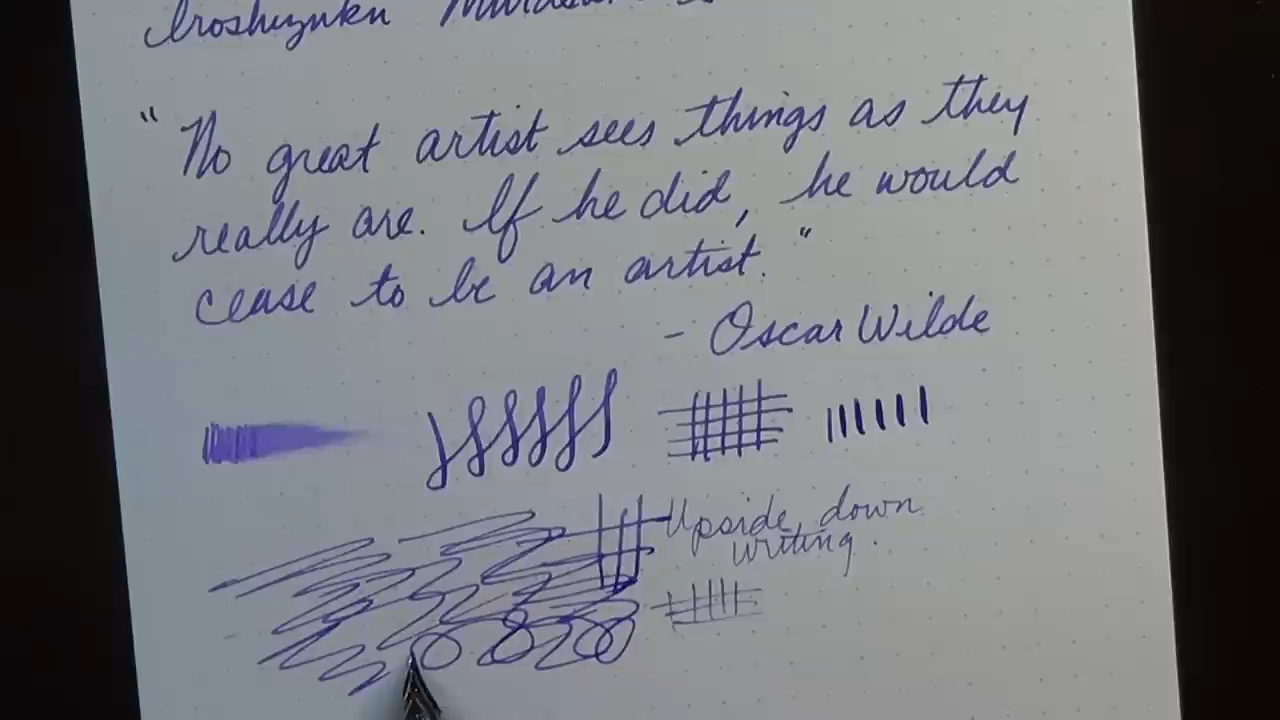 Iroshizuku
“No great artist sees things as they
really are. If he did, he would
cease to be an artist.”
- Oscar Wilde
Upside down
writing.